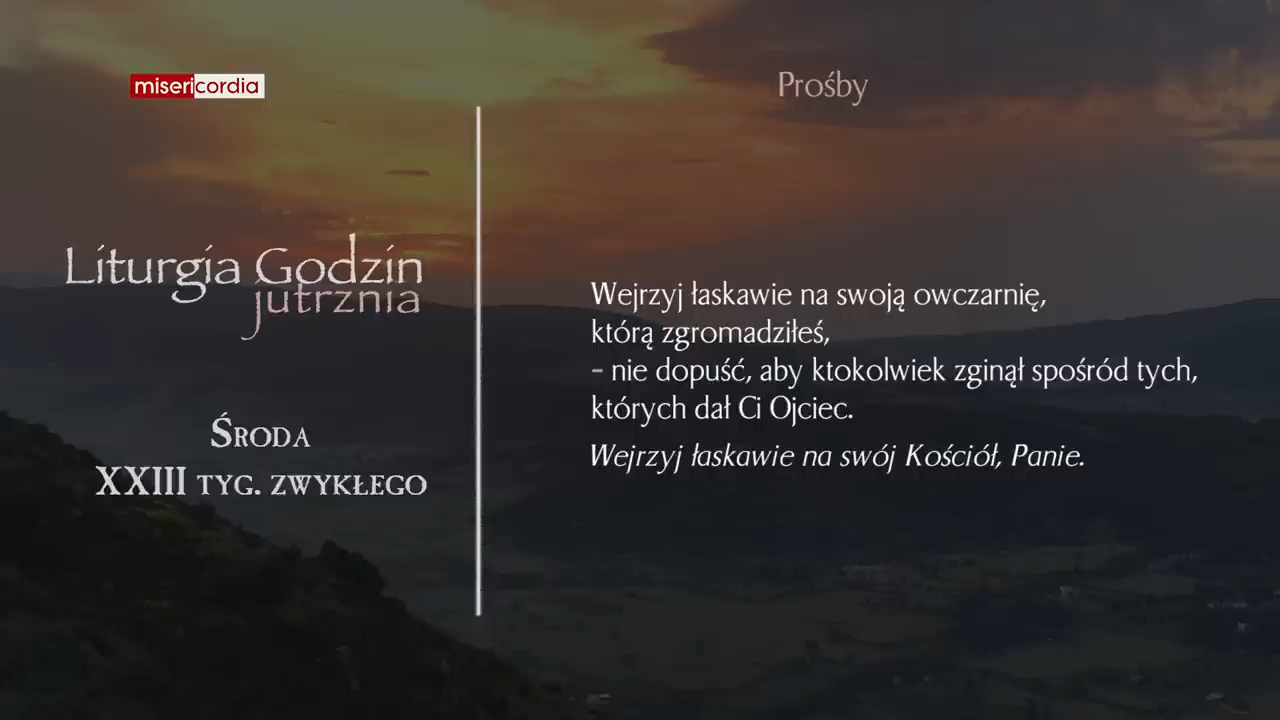 misericordia
Prośby
Liturgia Godzin
jutrznia
Środa
XXIII tyg. zwykłego
Wejrzyj łaskawie na swoją owczarnię,
którą zgromadziłeś,
- nie dopuść, aby ktokolwiek zginął spośród tych,
których dał Ci Ojciec.
Wejrzyj łaskawie na swój Kościół, Panie.